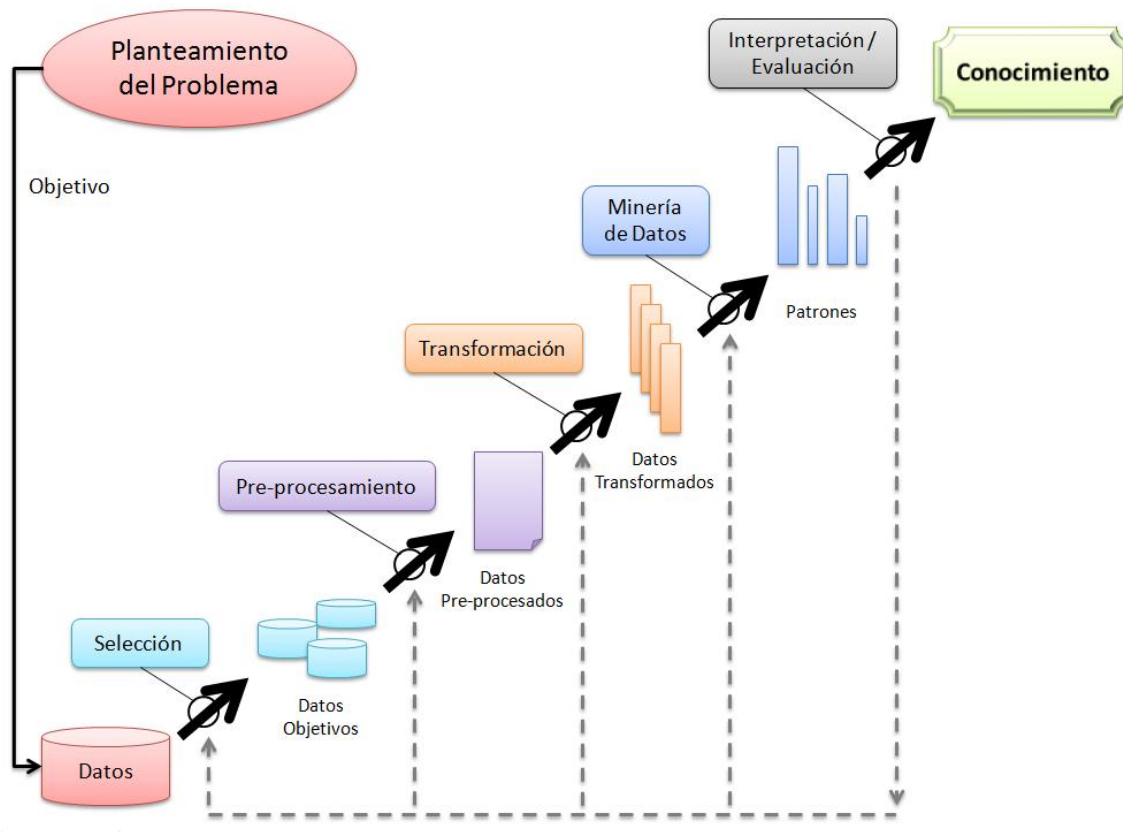 Planteamiento
del Problema
Objetivo
Interpretación /
Evaluación
Conocimiento
Minería
de Datos
Patrones
Transformación
Datos
Transformados
Pre-procesamiento
Datos
Pre-procesados
Selección
Datos
Objetivos
Datos